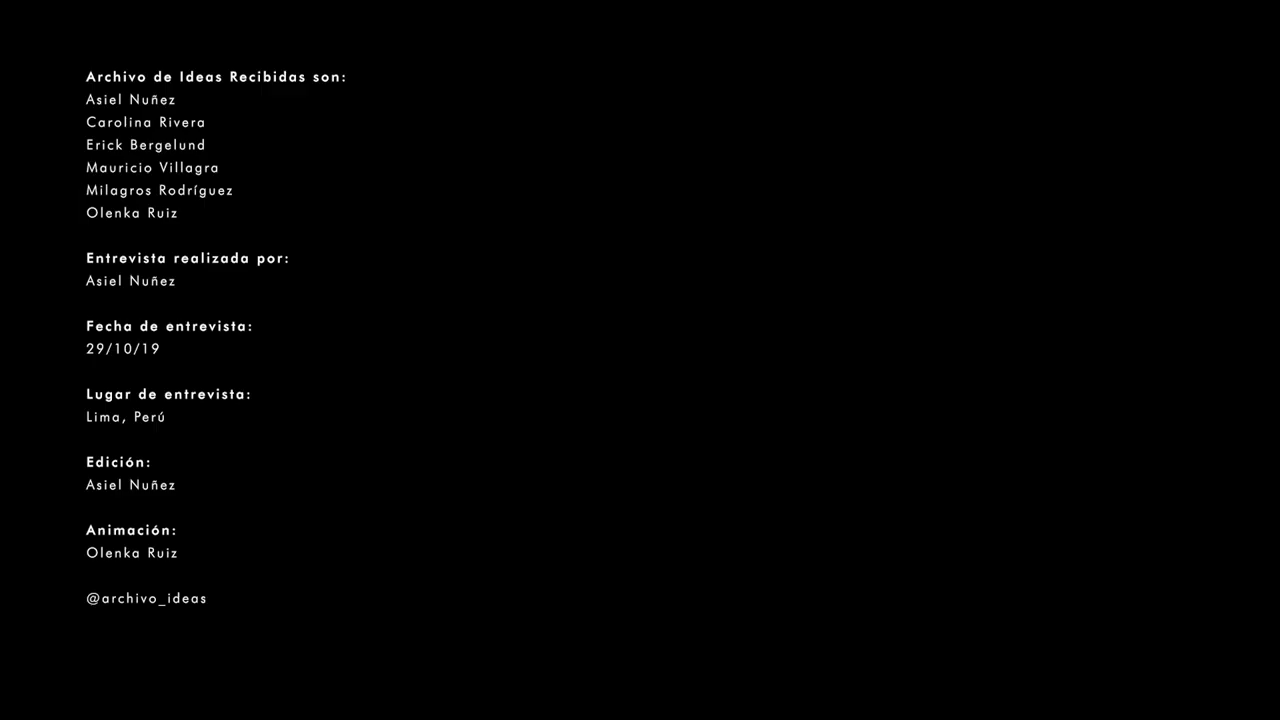 Archivo de Ideas Recibidas son:
Asiel Nuñez
Carolina Rivera
Erick Bergelund
Mauricio Villagra
Milagros Rodríguez
Olenka Ruiz
Entrevista realizada por:
Asiel Nuñez
Fecha de entrevista:
29/10/19
Lugar de entrevista:
Lima, Perú
Edición:
Asiel Nuñez
Animación:
Olenka Ruiz
@archivo_ideas